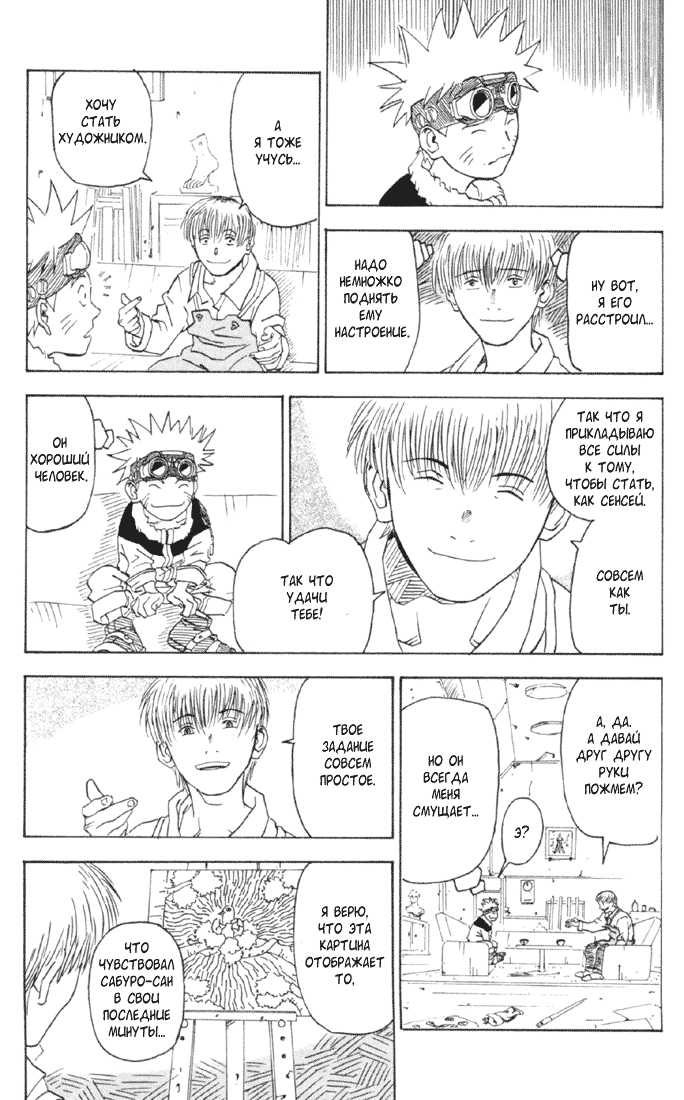 НУ ВОТ,
Я ЕГО
РАССТРОИЛ...
НАДО
НЕМНОЖКО
ПОДНЯТЬ
ЕМУ
НАСТРОЕНИЕ.
А
Я ТОЖЕ
УЧУСЬ...
ХОЧУ
СТАТЬ
ХУДОЖНИКОМ.
ТАК ЧТО Я
ПРИКЛАДЫВАЮ
ВСЕ СИЛЫ
К ТОМУ,
ЧТОБЫ СТАТЬ,
КАК СЕНСЕЙ.
СОВСЕМ
КАК
ТЫ.
ТАК ЧТО
УДАЧИ
ТЕБЕ!
ОН
ХОРОШИЙ
ЧЕЛОВЕК.
А, ДА.
А ДАВАЙ
ДРУГ ДРУГУ
РУКИ
ПОЖМЕМ?
Э?
НО ОН
ВСЕГДА
МЕНЯ
СМУЩАЕТ...
ТВОЕ
ЗАДАНИЕ
СОВСЕМ
ПРОСТОЕ.
Я ВЕРЮ,
ЧТО ЭТА
КАРТИНА
ОТОБРАЖАЕТ
ТО,
ЧТО
ЧУВСТВОВАЛ
САБУРО-САН
В СВОИ
ПОСЛЕДНИЕ
МИНУТЫ...